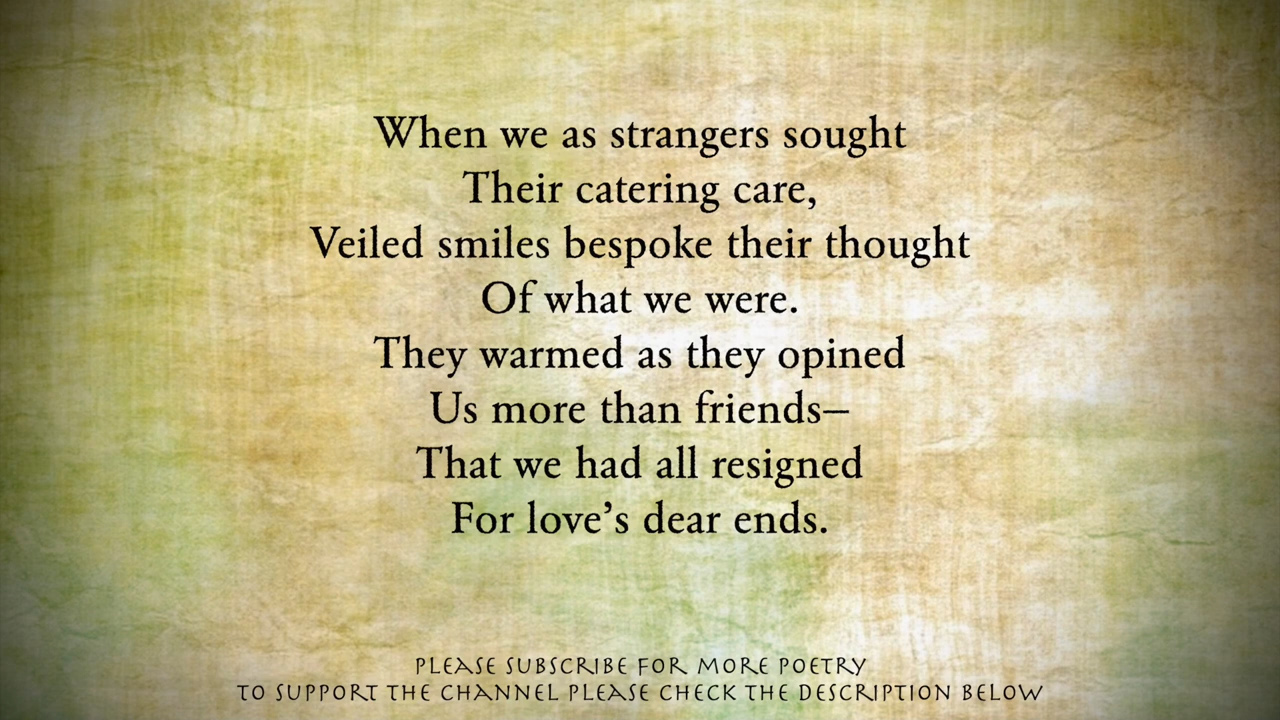 When we as strangers sought
Their catering care,
Veiled smiles bespoke their thought
Of what we were.
They warmed as they opined
Us more than friends–
That we had all resigned
For love’s dear ends.
PLEASE SUBSCRIBE FOR MORE POETRY
TO SUPPORT THE CHANNEL PLEASE CHECK THE DESCRIPTION BELOW